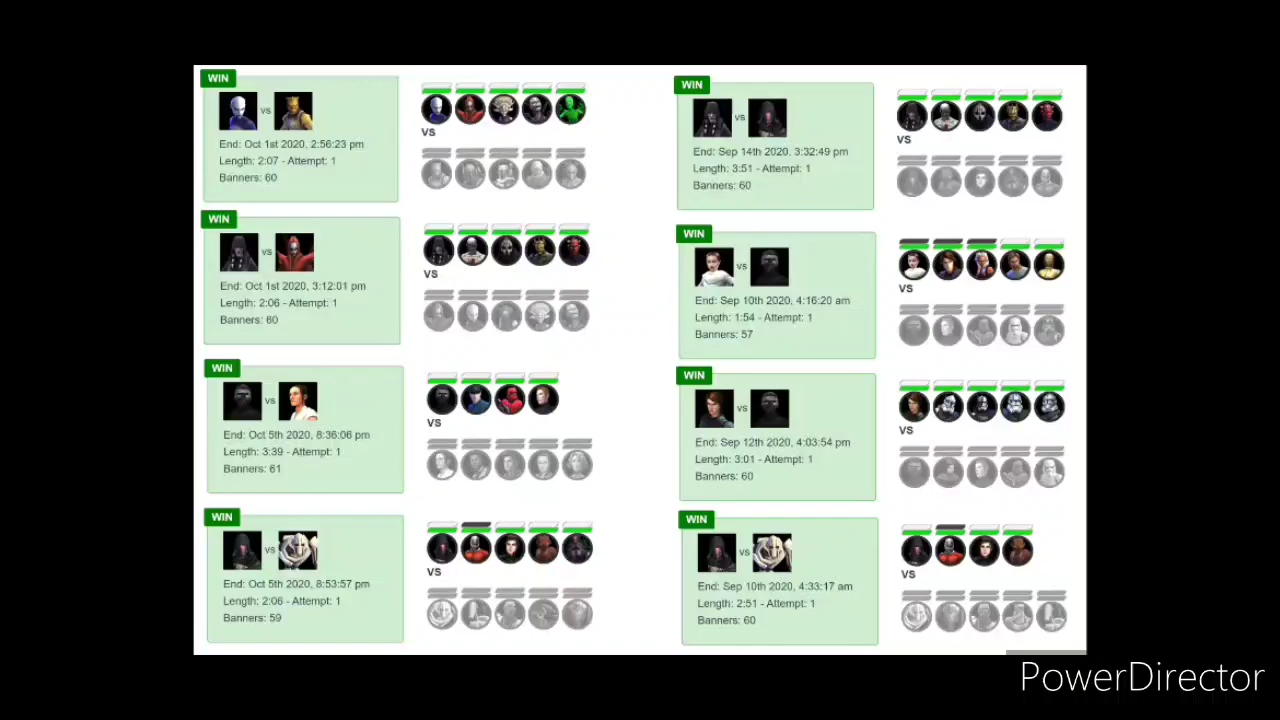 WIN
vs
End: Oct 1st 2020, 2:56:23 pm
Length: 2:07 - Attempt: 1
Banners: 60
VS
WIN
vs
End: Oct 1st 2020, 3:12:01 pm
Length: 2:06 - Attempt: 1
Banners: 60
VS
WIN
vs
End: Oct 5th 2020, 8:36:06 pm
Length: 3:39 - Attempt: 1
Banners: 61
VS
WIN
vs
End: Oct 5th 2020, 8:53:57 pm
Length: 2:06 - Attempt: 1
Banners: 59
VS
WIN
vs
End: Sep 14th 2020, 3:32:49 pm
Length: 3:51 - Attempt: 1
Banners: 60
VS
WIN
vs
End: Sep 10th 2020, 4:16:20 am
Length: 1:54 - Attempt: 1
Banners: 57
VS
WIN
vs
End: Sep 12th 2020, 4:03:54 pm
Length: 3:01 - Attempt: 1
Banners: 60
VS
WIN
vs
End: Sep 10th 2020, 4:33:17 am
Length: 2:51 - Attempt: 1
Banners: 60
VS
PowerDirector